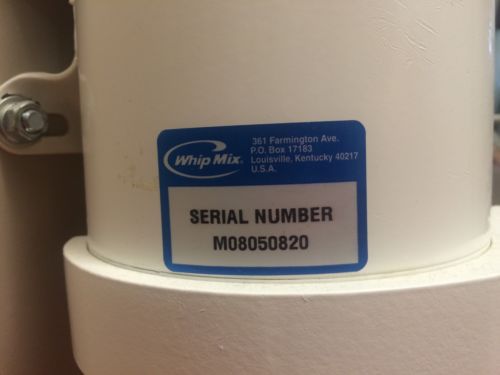 Whip Mix®
361 Farmington Ave.
P.O. Box 17183
Louisville, Kentucky 40217
U.S.A.
SERIAL NUMBER
M08050820